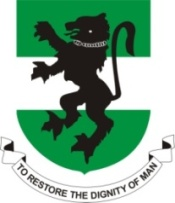 TO RESTORE THE DIGNITY OF MAN